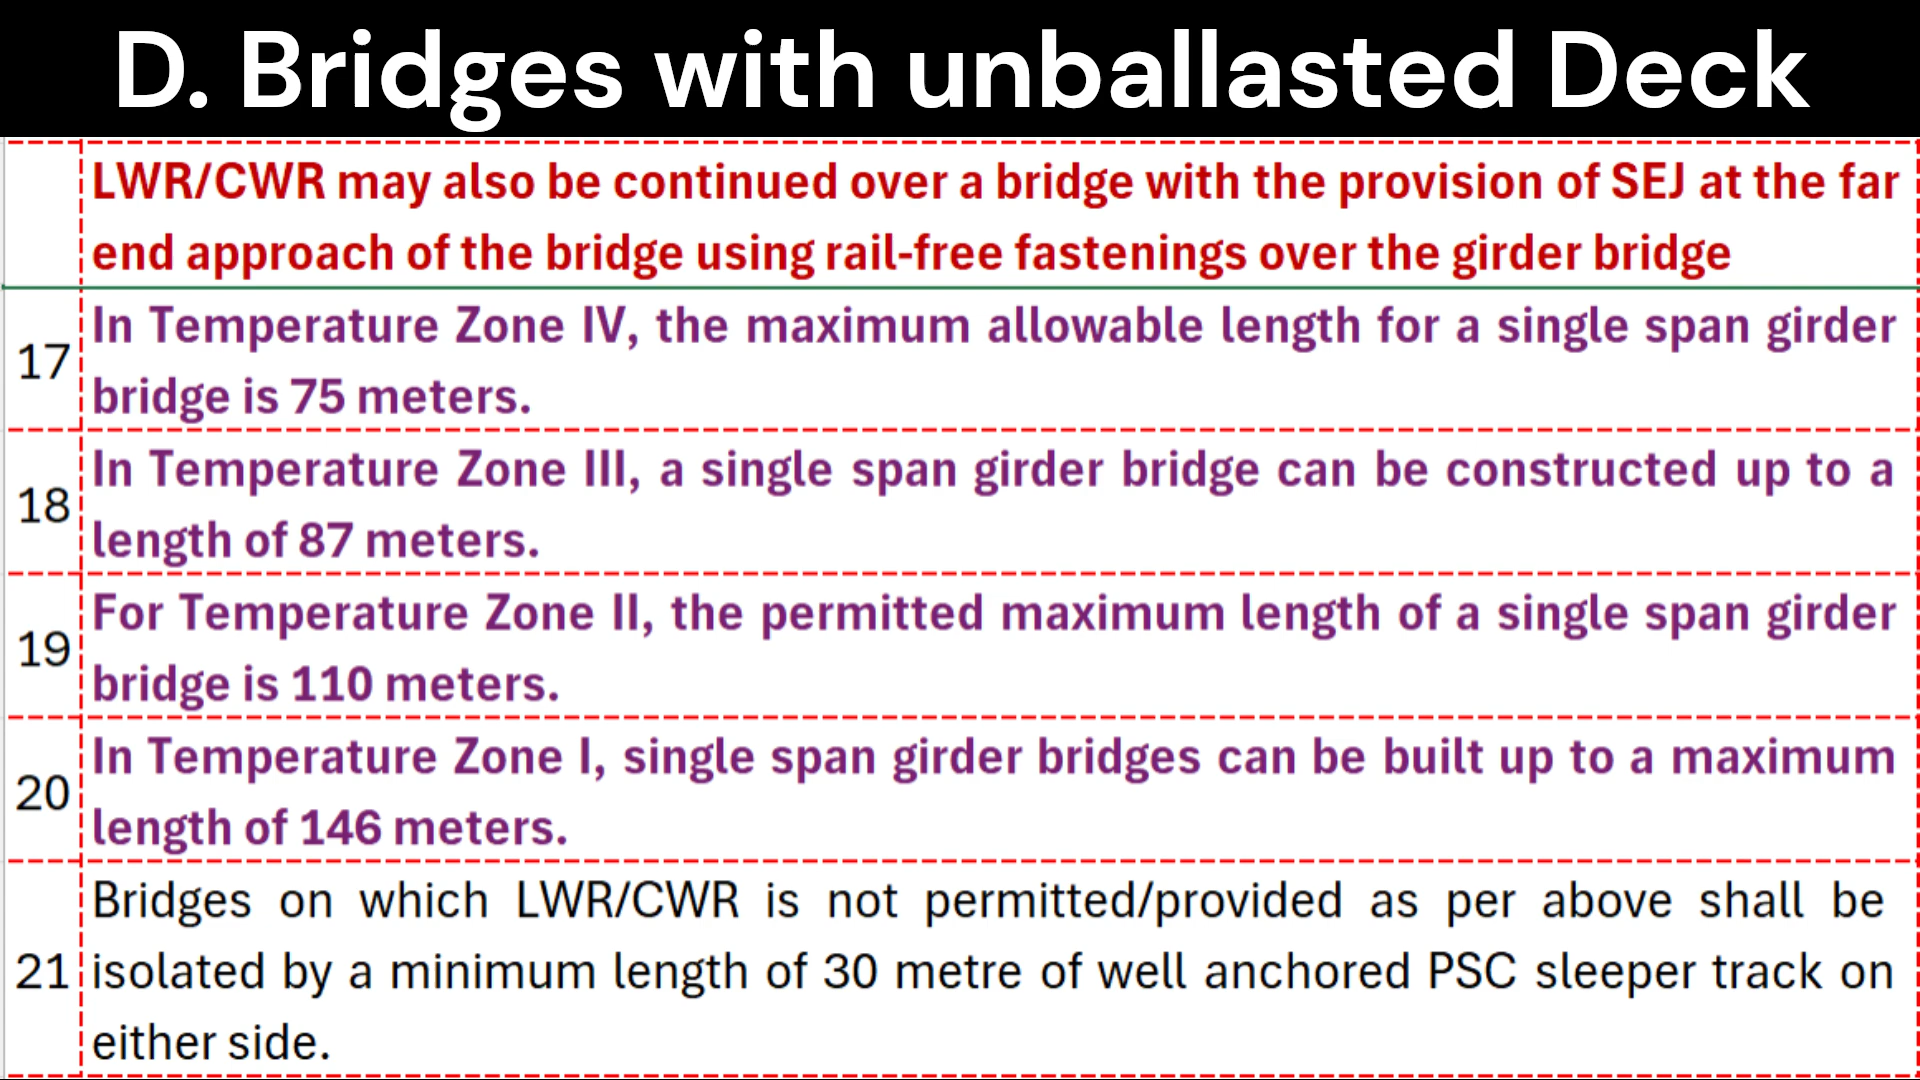 D. Bridges with unballasted Deck
LWR/CWR may also be continued over a bridge with the provision of SEJ at the far
end approach of the bridge using rail-free fastenings over the girder bridge
17
In Temperature Zone IV, the maximum allowable length for a single span girder
bridge is 75 meters.
18
In Temperature Zone III, a single span girder bridge can be constructed up to a
length of 87 meters.
19
For Temperature Zone II, the permitted maximum length of a single span girder
bridge is 110 meters.
20
In Temperature Zone I, single span girder bridges can be built up to a maximum
length of 146 meters.
21
Bridges on which LWR/CWR is not permitted/provided as per above shall be
isolated by a minimum length of 30 metre of well anchored PSC sleeper track on
either side.